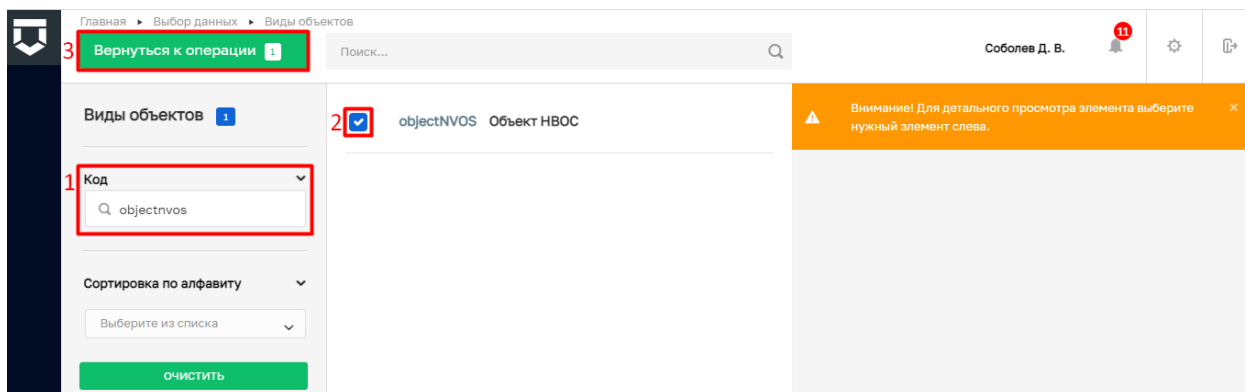 Главная ▸ Выбор данных ▸ Виды объектов
3 Вернуться к операции 1
Поиск...
Соболев Д. В.
11
Виды объектов 1
2 objectNVOS Объект НВОС
Внимание! Для детального просмотра элемента выберите
нужный элемент слева.
1 Код
objectnvos
Сортировка по алфавиту
Выберите из списка
ОЧИСТИТЬ